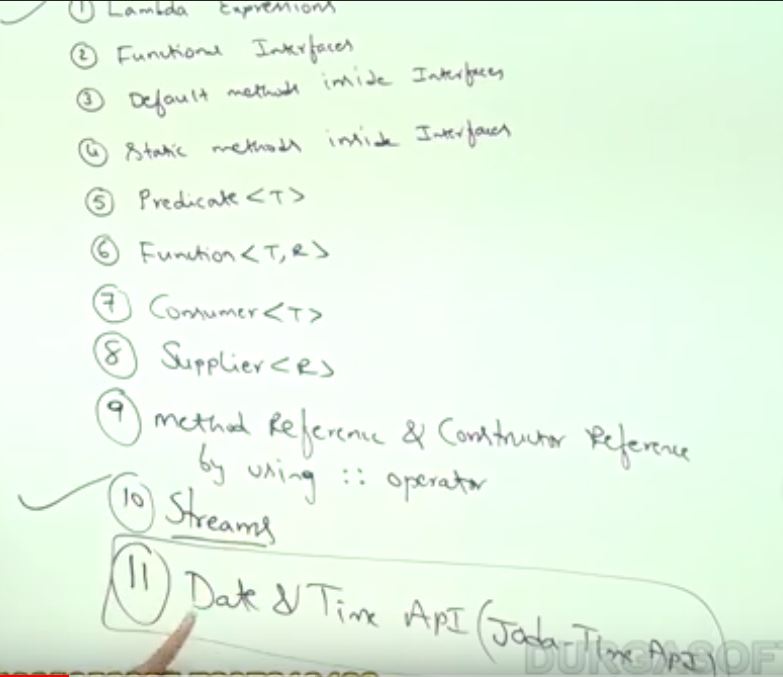 ① Lambda Expressions
② Functional Interfaces
③ Default methods inside Interfaces
④ Static methods inside Interfaces
⑤ Predicate<T>
⑥ Function<T,R>
⑦ Consumer<T>
⑧ Supplier<R>
⑨ method Reference & Constructor Reference
by using :: operator
⑩ Streams
⑪ Date & Time API (Joda-Time API)
DURGASOF